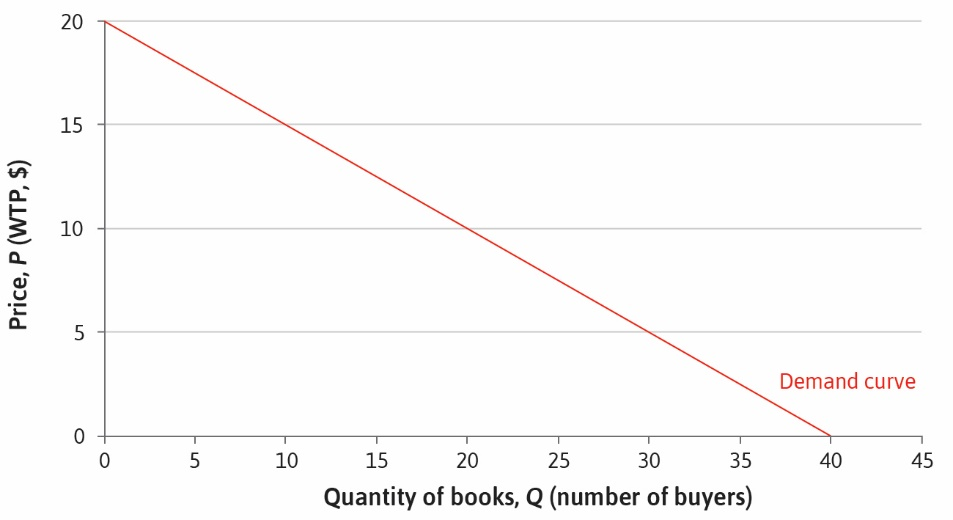 20
15
10
5
0
Price, P (WTP, $)
Demand curve
0 5 10 15 20 25 30 35 40 45
Quantity of books, Q (number of buyers)